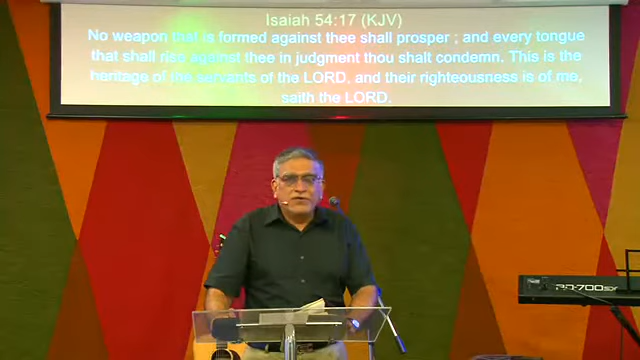 Isaiah 54:17 (KJV)
No weapon that is formed against thee shall prosper ; and every tongue
that shall rise against thee in judgment thou shalt condemn. This is the
heritage of the servants of the LORD, and their righteousness is of me,
saith the LORD.
RD-700SX